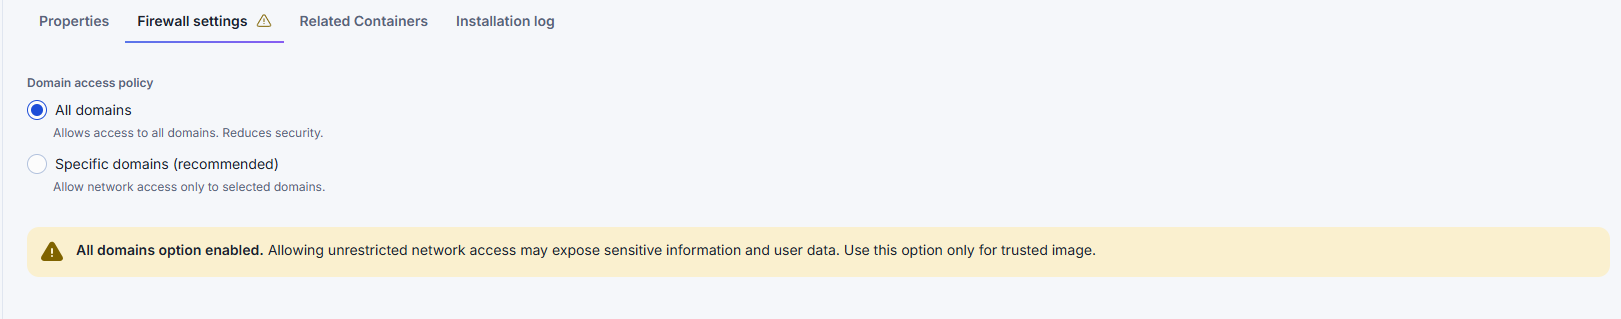 Properties Firewall settings Related Containers Installation log
Domain access policy
All domains
Allows access to all domains. Reduces security.
Specific domains (recommended)
Allow network access only to selected domains.
All domains option enabled. Allowing unrestricted network access may expose sensitive information and user data. Use this option only for trusted image.